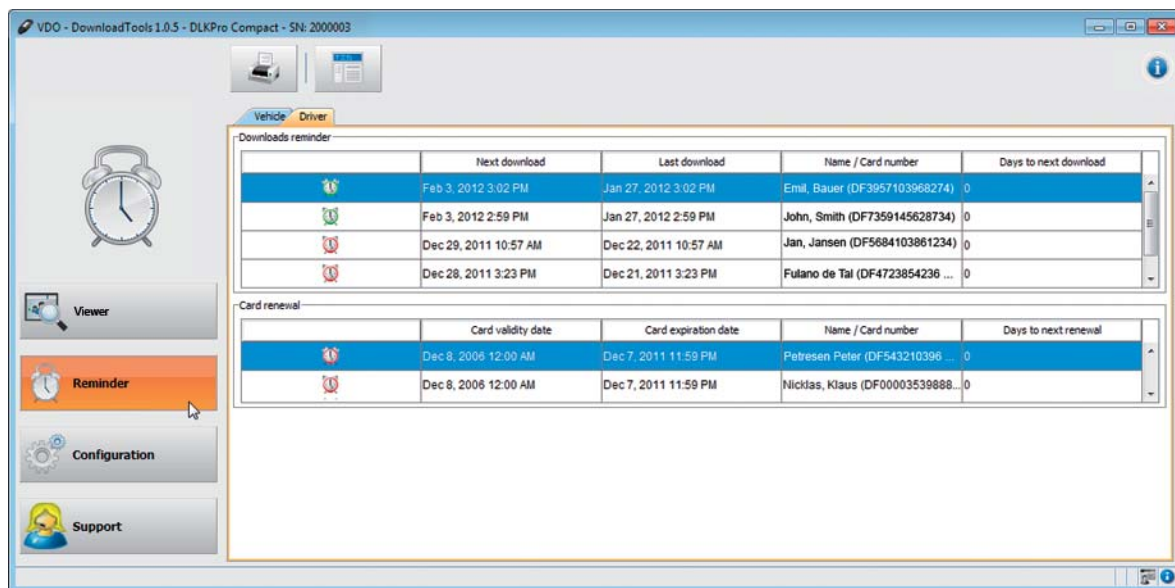 VDO - DownloadTools 1.0.5 - DLKPro Compact - SN: 2000003
Vehicle Driver
Downloads reminder
Next download Last download Name / Card number Days to next download
Feb 3, 2012 3:02 PM Jan 27, 2012 3:02 PM Emil, Bauer (DF3957103968274) 0
Feb 3, 2012 2:59 PM Jan 27, 2012 2:59 PM John, Smith (DF7359145628734) 0
Dec 29, 2011 10:57 AM Dec 22, 2011 10:57 AM Jan, Jansen (DF5684103861234) 0
Dec 28, 2011 3:23 PM Dec 21, 2011 3:23 PM Fulano de Tal (DF4723854236 ... 0
Card renewal
Card validity date Card expiration date Name / Card number Days to next renewal
Dec 8, 2006 12:00 AM Dec 7, 2011 11:59 PM Petresen Peter (DF543210396 ... 0
Dec 8, 2006 12:00 AM Dec 7, 2011 11:59 PM Nicklas, Klaus (DF00003539888... 0
Viewer
Reminder
Configuration
Support